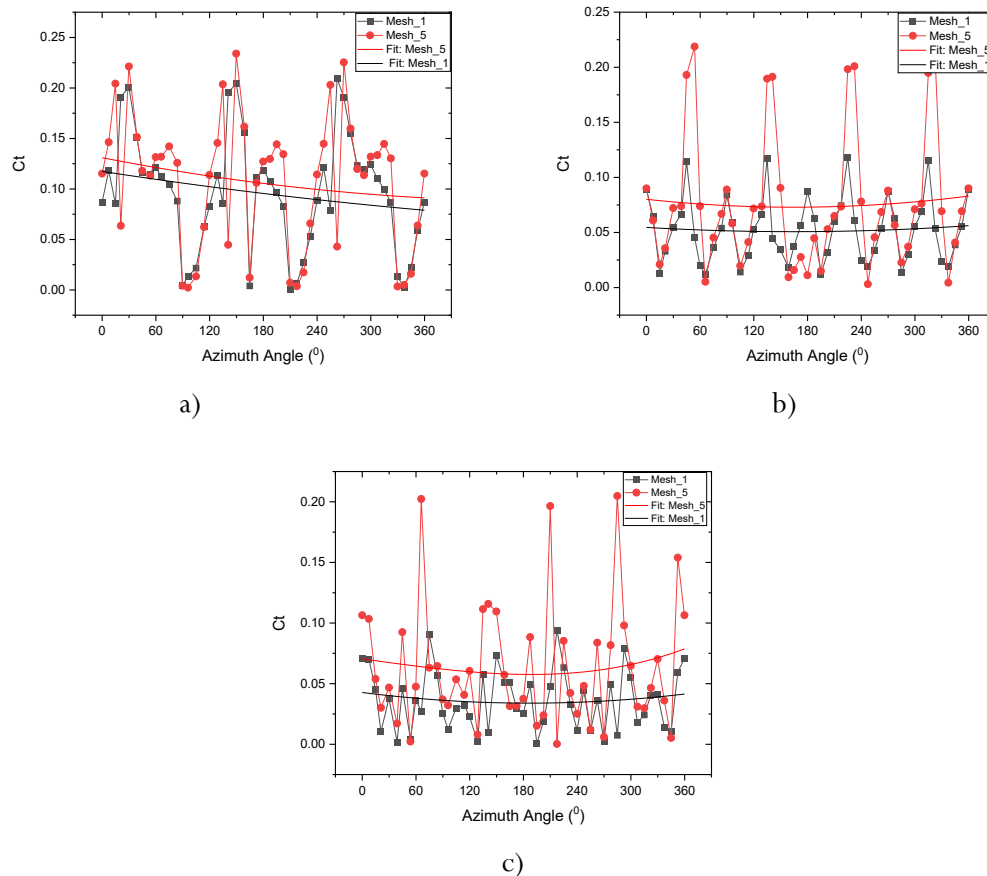 Mesh_1
Mesh_5
Fit: Mesh_5
Fit: Mesh_1
0.25
0.20
0.15
0.10
0.05
0.00
Ct
0 60 120 180 240 300 360
Azimuth Angle (⁰)
a)
Mesh_1
Mesh_5
Fit: Mesh_5
Fit: Mesh_1
0.25
0.20
0.15
0.10
0.05
0.00
Ct
0 60 120 180 240 300 360
Azimuth Angle (⁰)
b)
Mesh_1
Mesh_5
Fit: Mesh_5
Fit: Mesh_1
0.20
0.15
0.10
0.05
0.00
Ct
0 60 120 180 240 300 360
Azimuth Angle (⁰)
c)